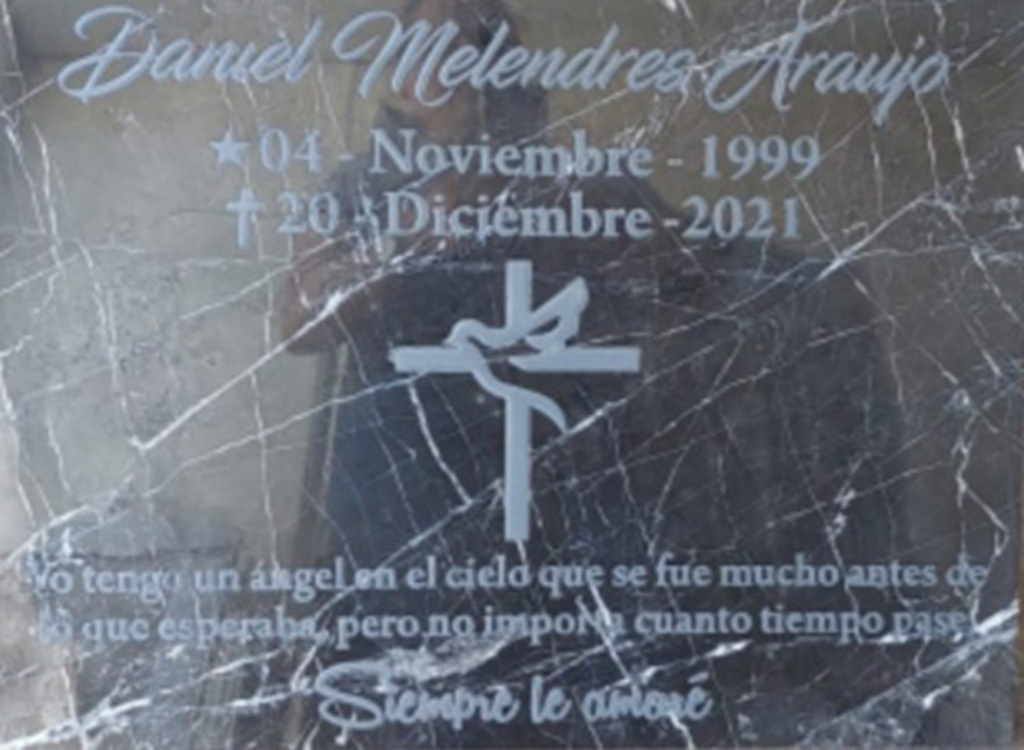 Daniel Melendres Araujo
★04 - Noviembre - 1999
✝20 - Diciembre -2021
Yo tengo un ángel en el cielo que se fue mucho antes de
lo que esperaba, pero no importa cuanto tiempo pase,
Siempre le amaré